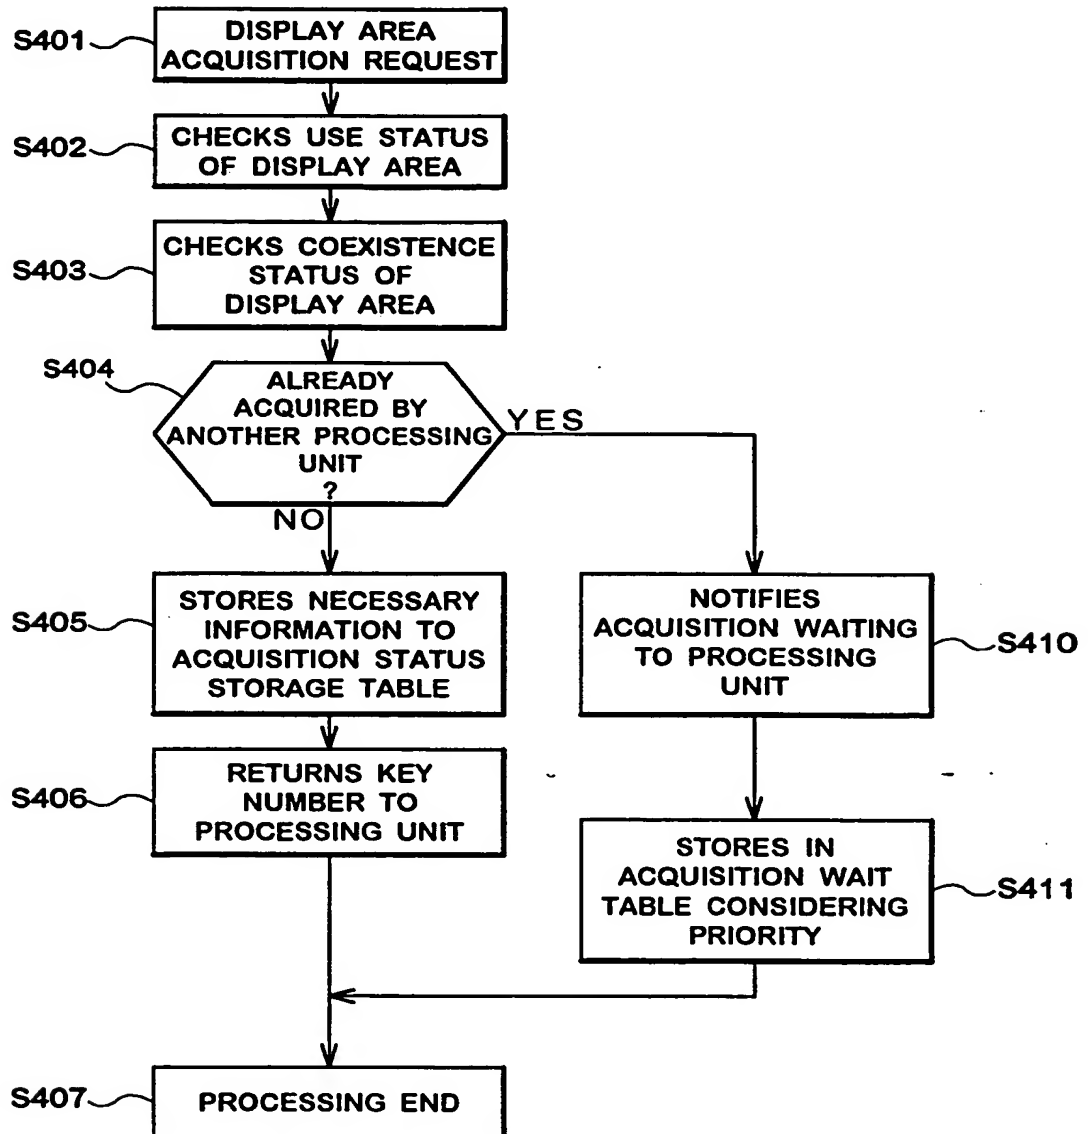 S401
DISPLAY AREA
ACQUISITION REQUEST
S402
CHECKS USE STATUS
OF DISPLAY AREA
S403
CHECKS COEXISTENCE
STATUS OF
DISPLAY AREA
S404
ALREADY
ACQUIRED BY
ANOTHER PROCESSING
UNIT
?
YES
NO
S405
STORES NECESSARY
INFORMATION TO
ACQUISITION STATUS
STORAGE TABLE
S406
RETURNS KEY
NUMBER TO
PROCESSING UNIT
NOTIFIES
ACQUISITION WAITING
TO PROCESSING
UNIT
S410
STORES IN
ACQUISITION WAIT
TABLE CONSIDERING
PRIORITY
S411
S407
PROCESSING END